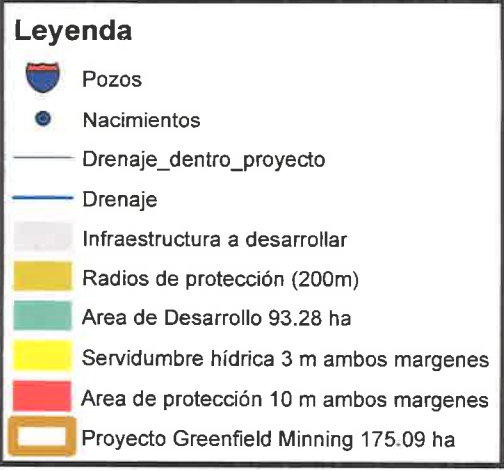 Leyenda
Pozos
Nacimientos
Drenaje_dentro_proyecto
Drenaje
Infraestructura a desarrollar
Radios de protección (200m)
Area de Desarrollo 93.28 ha
Servidumbre hídrica 3 m ambos margenes
Area de protección 10 m ambos margenes
Proyecto Greenfield Minning 175.09 ha